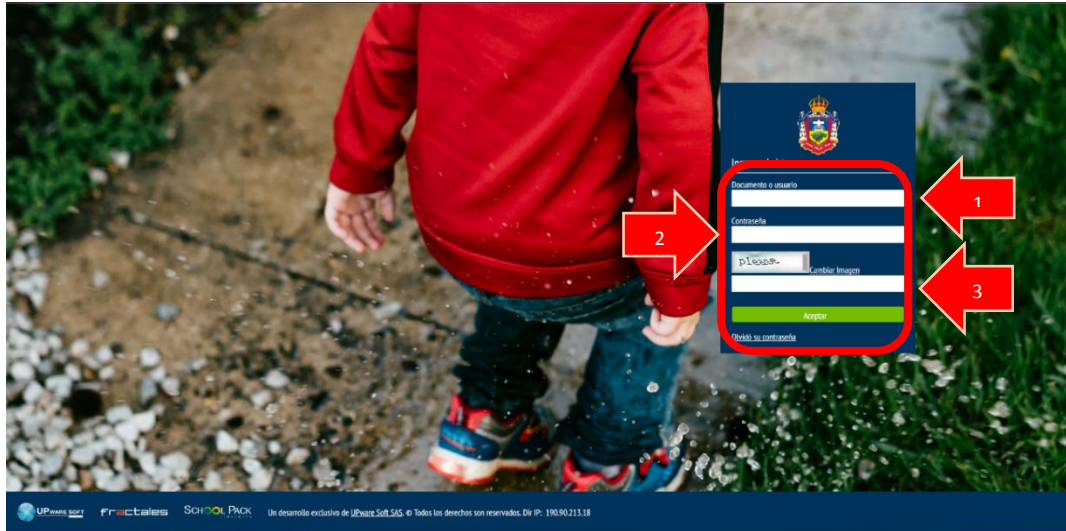 Documento o usuario
1
Contraseña
2
please
Cambiar Imagen
3
Aceptar
Olvidó su contraseña
UPWARE SOFT fractales SCHOOL PACK Un desarrollo exclusivo de UPware Soft SAS. © Todos los derechos son reservados. Dir IP: 190.90.213.18